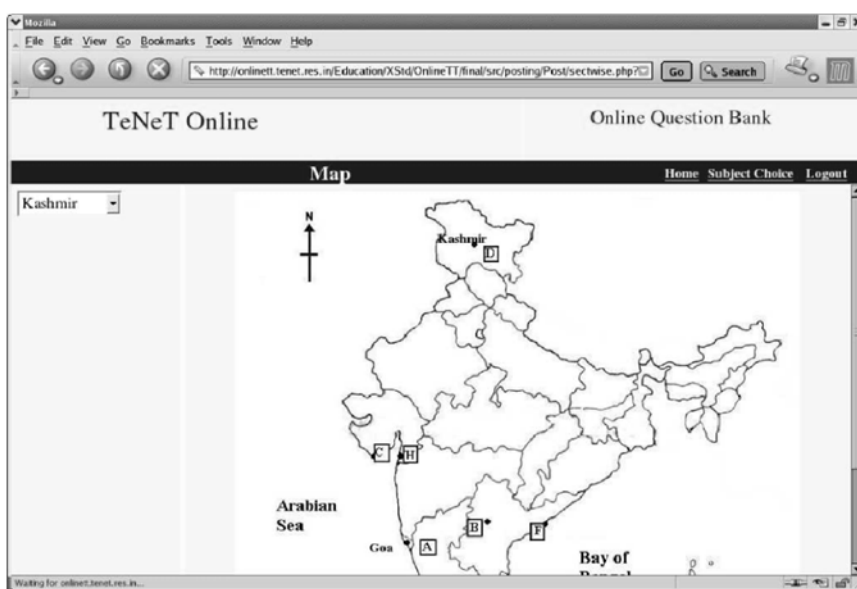 Mozilla
File Edit View Go Bookmarks Tools Window Help
http://onlinett.tenet.res.in/Education/XStd/OnlineTT/final/src/posting/Post/sectwise.php?
Go
Search
TeNeT Online
Online Question Bank
Map
Home Subject Choice Logout
Kashmir
N
Kashmir
D
C
H
Arabian
Sea
B
F
Goa
A
Bay of
Bengal
Waiting for onlinett.tenet.res.in...